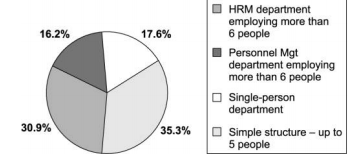 16.2%
17.6%
30.9%
35.3%
HRM department
employing more than
6 people
Personnel Mgt
department employing
more than 6 people
Single-person
department
Simple structure – up to
5 people